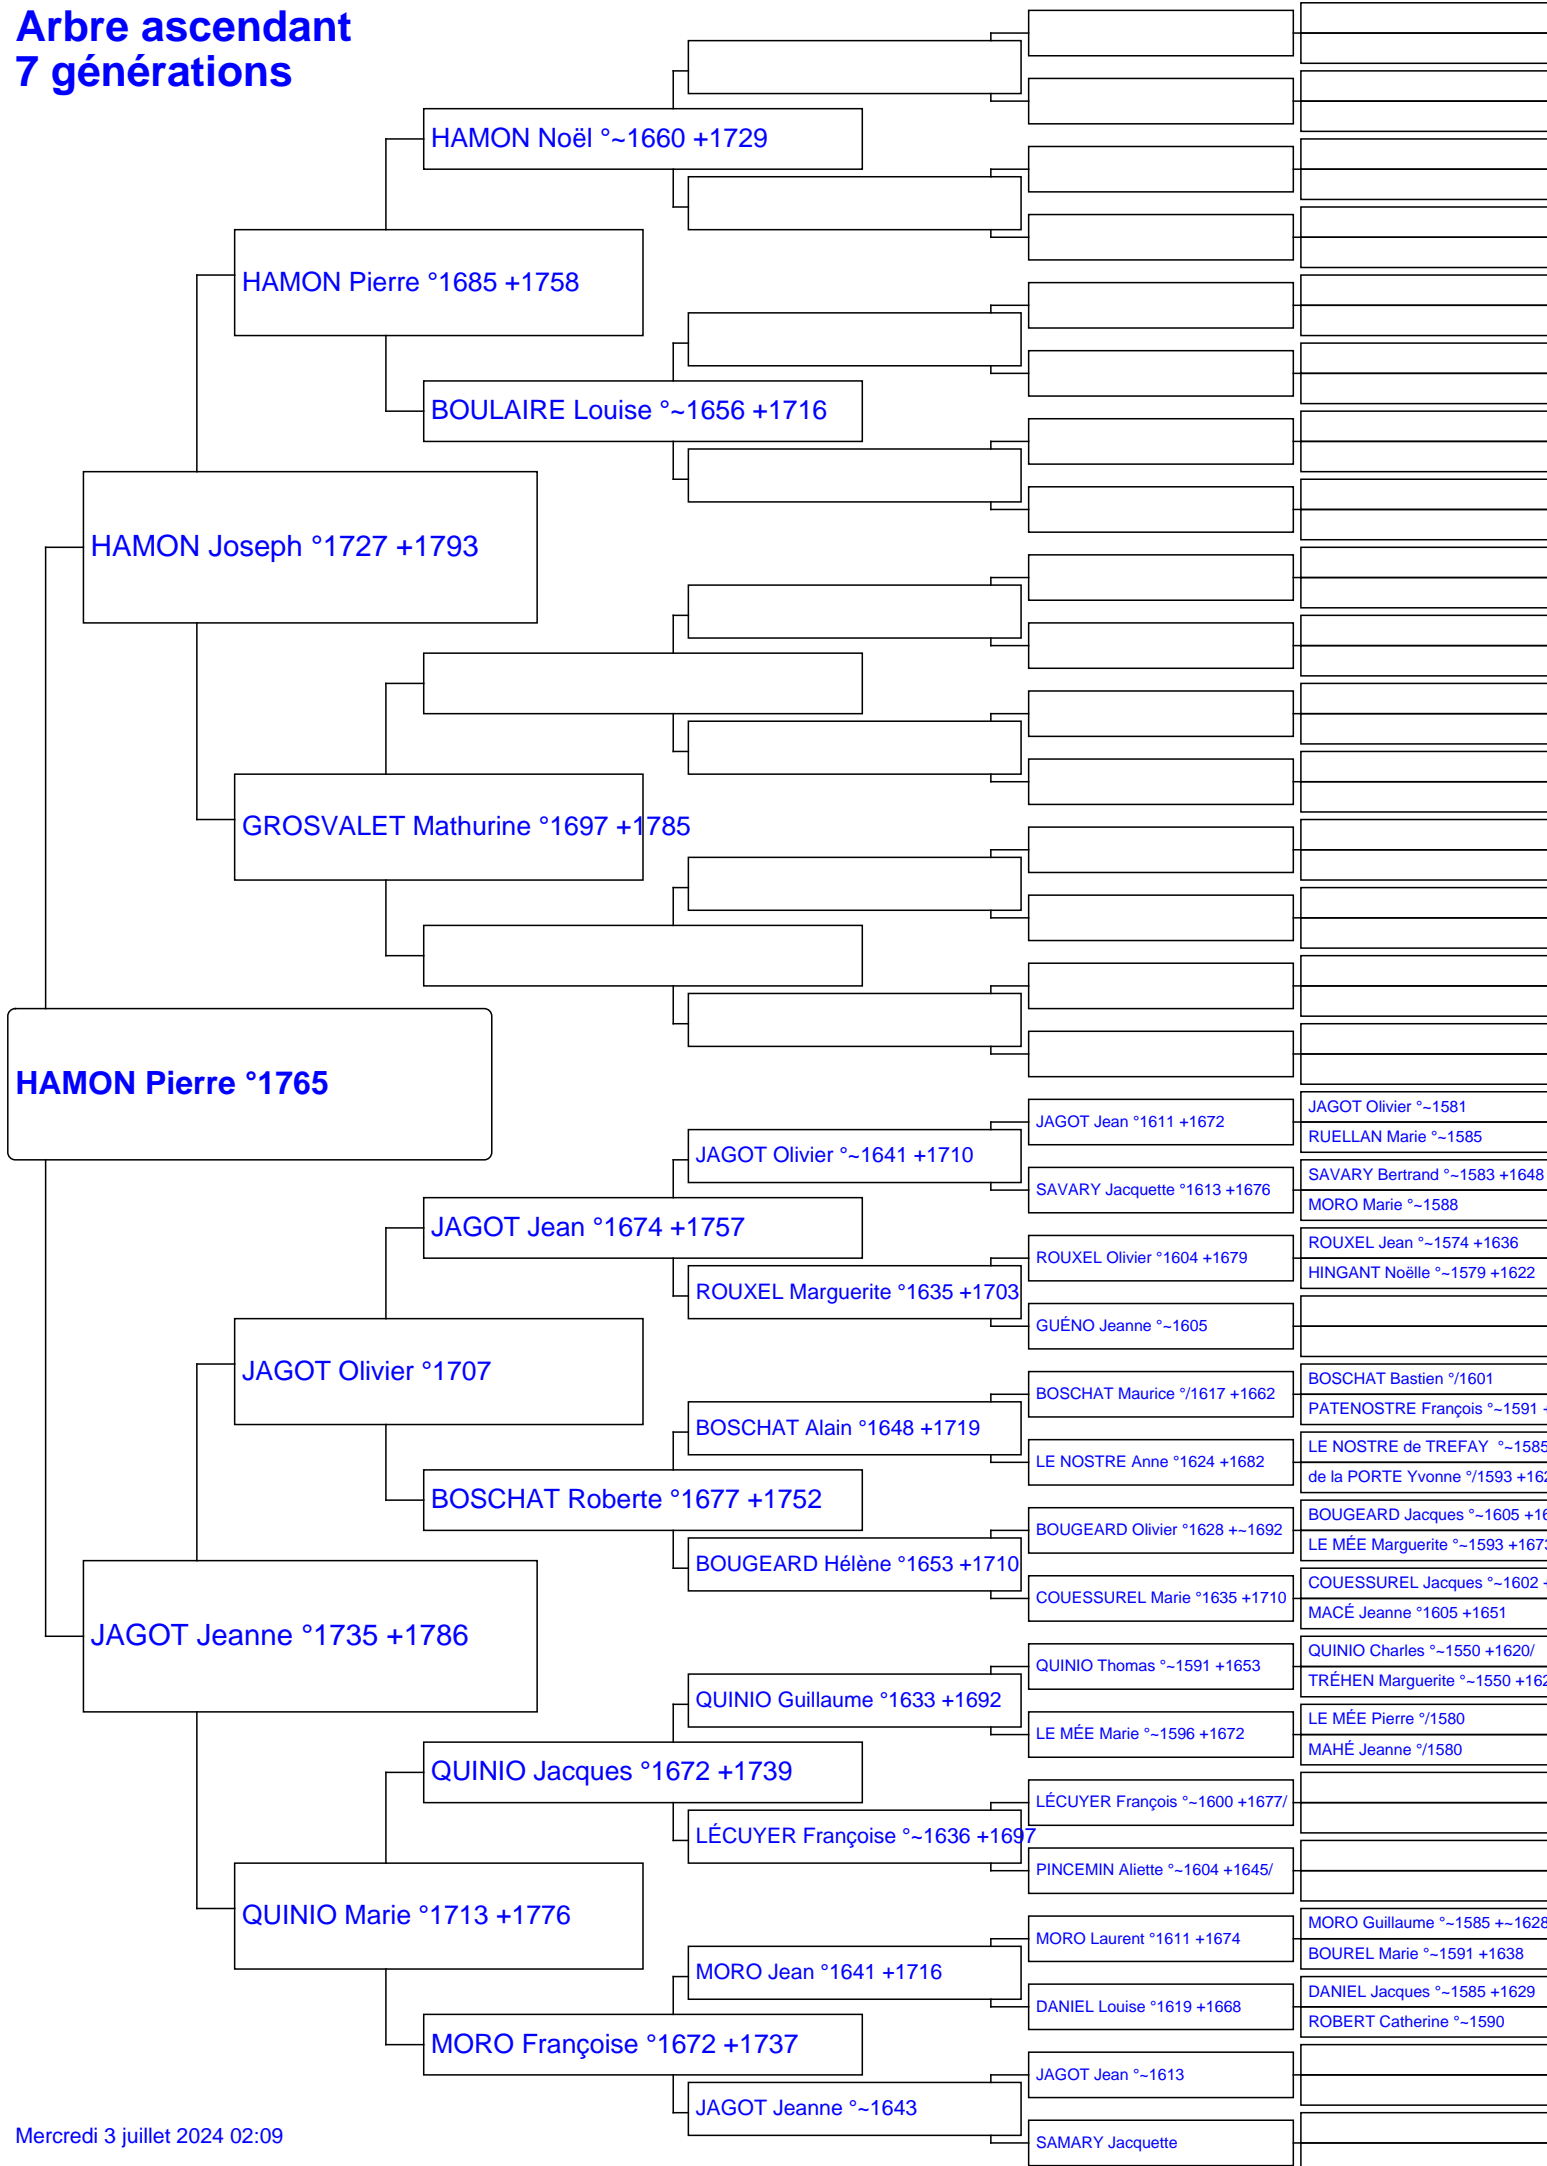 Arbre ascendant
7 générations
HAMON Noël °~1660 +1729
HAMON Pierre °1685 +1758
BOULAIRE Louise °~1656 +1716
HAMON Joseph °1727 +1793
GROSVALET Mathurine °1697 +1785
HAMON Pierre °1765
JAGOT Olivier °~1581
JAGOT Jean °1611 +1672
RUELLAN Marie °~1585
JAGOT Olivier °~1641 +1710
SAVARY Bertrand °~1583 +1648
SAVARY Jacquette °1613 +1676
MORO Marie °~1588
JAGOT Jean °1674 +1757
ROUXEL Jean °~1574 +1636
ROUXEL Olivier °1604 +1679
HINGANT Noëlle °~1579 +1622
ROUXEL Marguerite °1635 +1703
GUÉNO Jeanne °~1605
JAGOT Olivier °1707
BOSCHAT Bastien °/1601
BOSCHAT Maurice °/1617 +1662
PATENOSTRE François °~1591 +
BOSCHAT Alain °1648 +1719
LE NOSTRE de TREFAY °~1585
LE NOSTRE Anne °1624 +1682
de la PORTE Yvonne °/1593 +162
BOSCHAT Roberte °1677 +1752
BOUGEARD Jacques °~1605 +16
BOUGEARD Olivier °1628 +~1692
LE MÉE Marguerite °~1593 +1673
BOUGEARD Hélène °1653 +1710
COUESSUREL Jacques °~1602 +
COUESSUREL Marie °1635 +1710
MACÉ Jeanne °1605 +1651
JAGOT Jeanne °1735 +1786
QUINIO Charles °~1550 +1620/
QUINIO Thomas °~1591 +1653
TRÉHEN Marguerite °~1550 +162
QUINIO Guillaume °1633 +1692
LE MÉE Pierre °/1580
LE MÉE Marie °~1596 +1672
MAHÉ Jeanne °/1580
QUINIO Jacques °1672 +1739
LÉCUYER François °~1600 +1677/
LÉCUYER Françoise °~1636 +1697
PINCEMIN Aliette °~1604 +1645/
QUINIO Marie °1713 +1776
MORO Guillaume °~1585 +~1628
MORO Laurent °1611 +1674
BOUREL Marie °~1591 +1638
MORO Jean °1641 +1716
DANIEL Jacques °~1585 +1629
DANIEL Louise °1619 +1668
ROBERT Catherine °~1590
MORO Françoise °1672 +1737
JAGOT Jean °~1613
JAGOT Jeanne °~1643
SAMARY Jacquette
Mercredi 3 juillet 2024 02:09